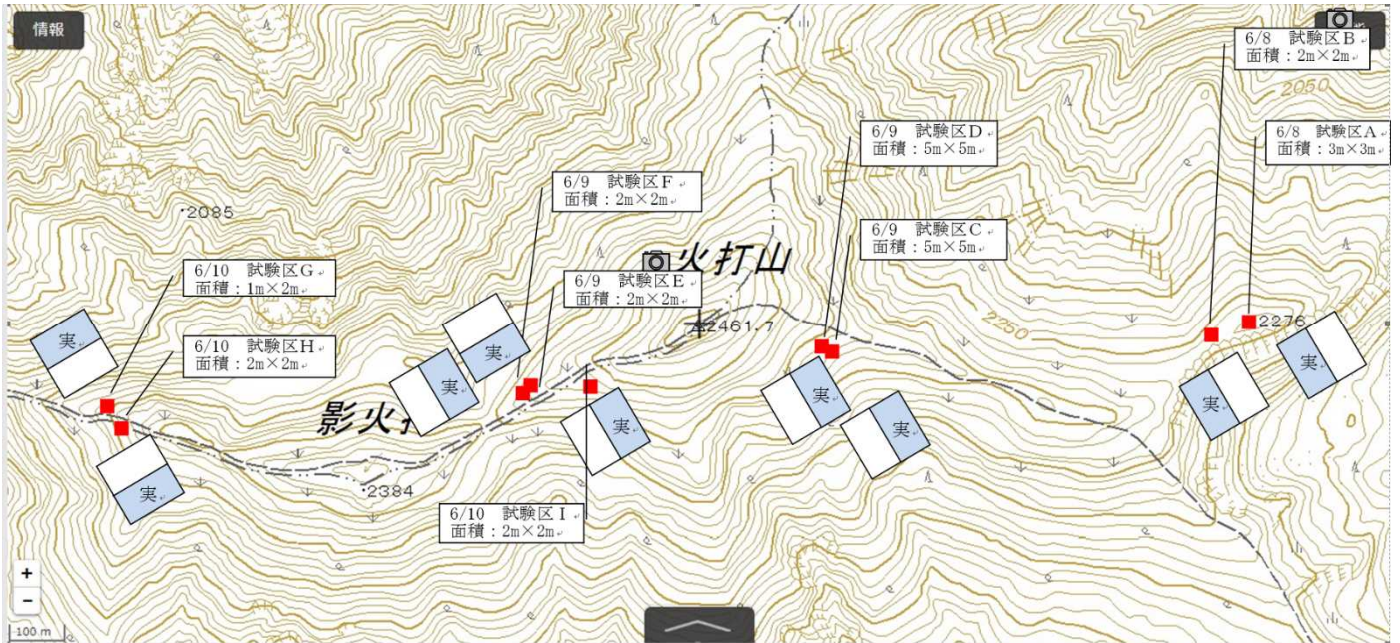 情報
6/8 試験区B
面積：2m×2m
2050
6/9 試験区D
面積：5m×5m
6/8 試験区A
面積：3m×3m
6/9 試験区F
面積：2m×2m
・2085
6/9 試験区C
面積：5m×5m
火打山
6/10 試験区G
面積：1m×2m
6/9 試験区E
面積：2m×2m
2250
2461.7
2276
実
6/10 試験区H
面積：2m×2m
実
実
実
実
実
実
影火打
実
実
・2384
6/10 試験区I
面積：2m×2m
+
−
100 m